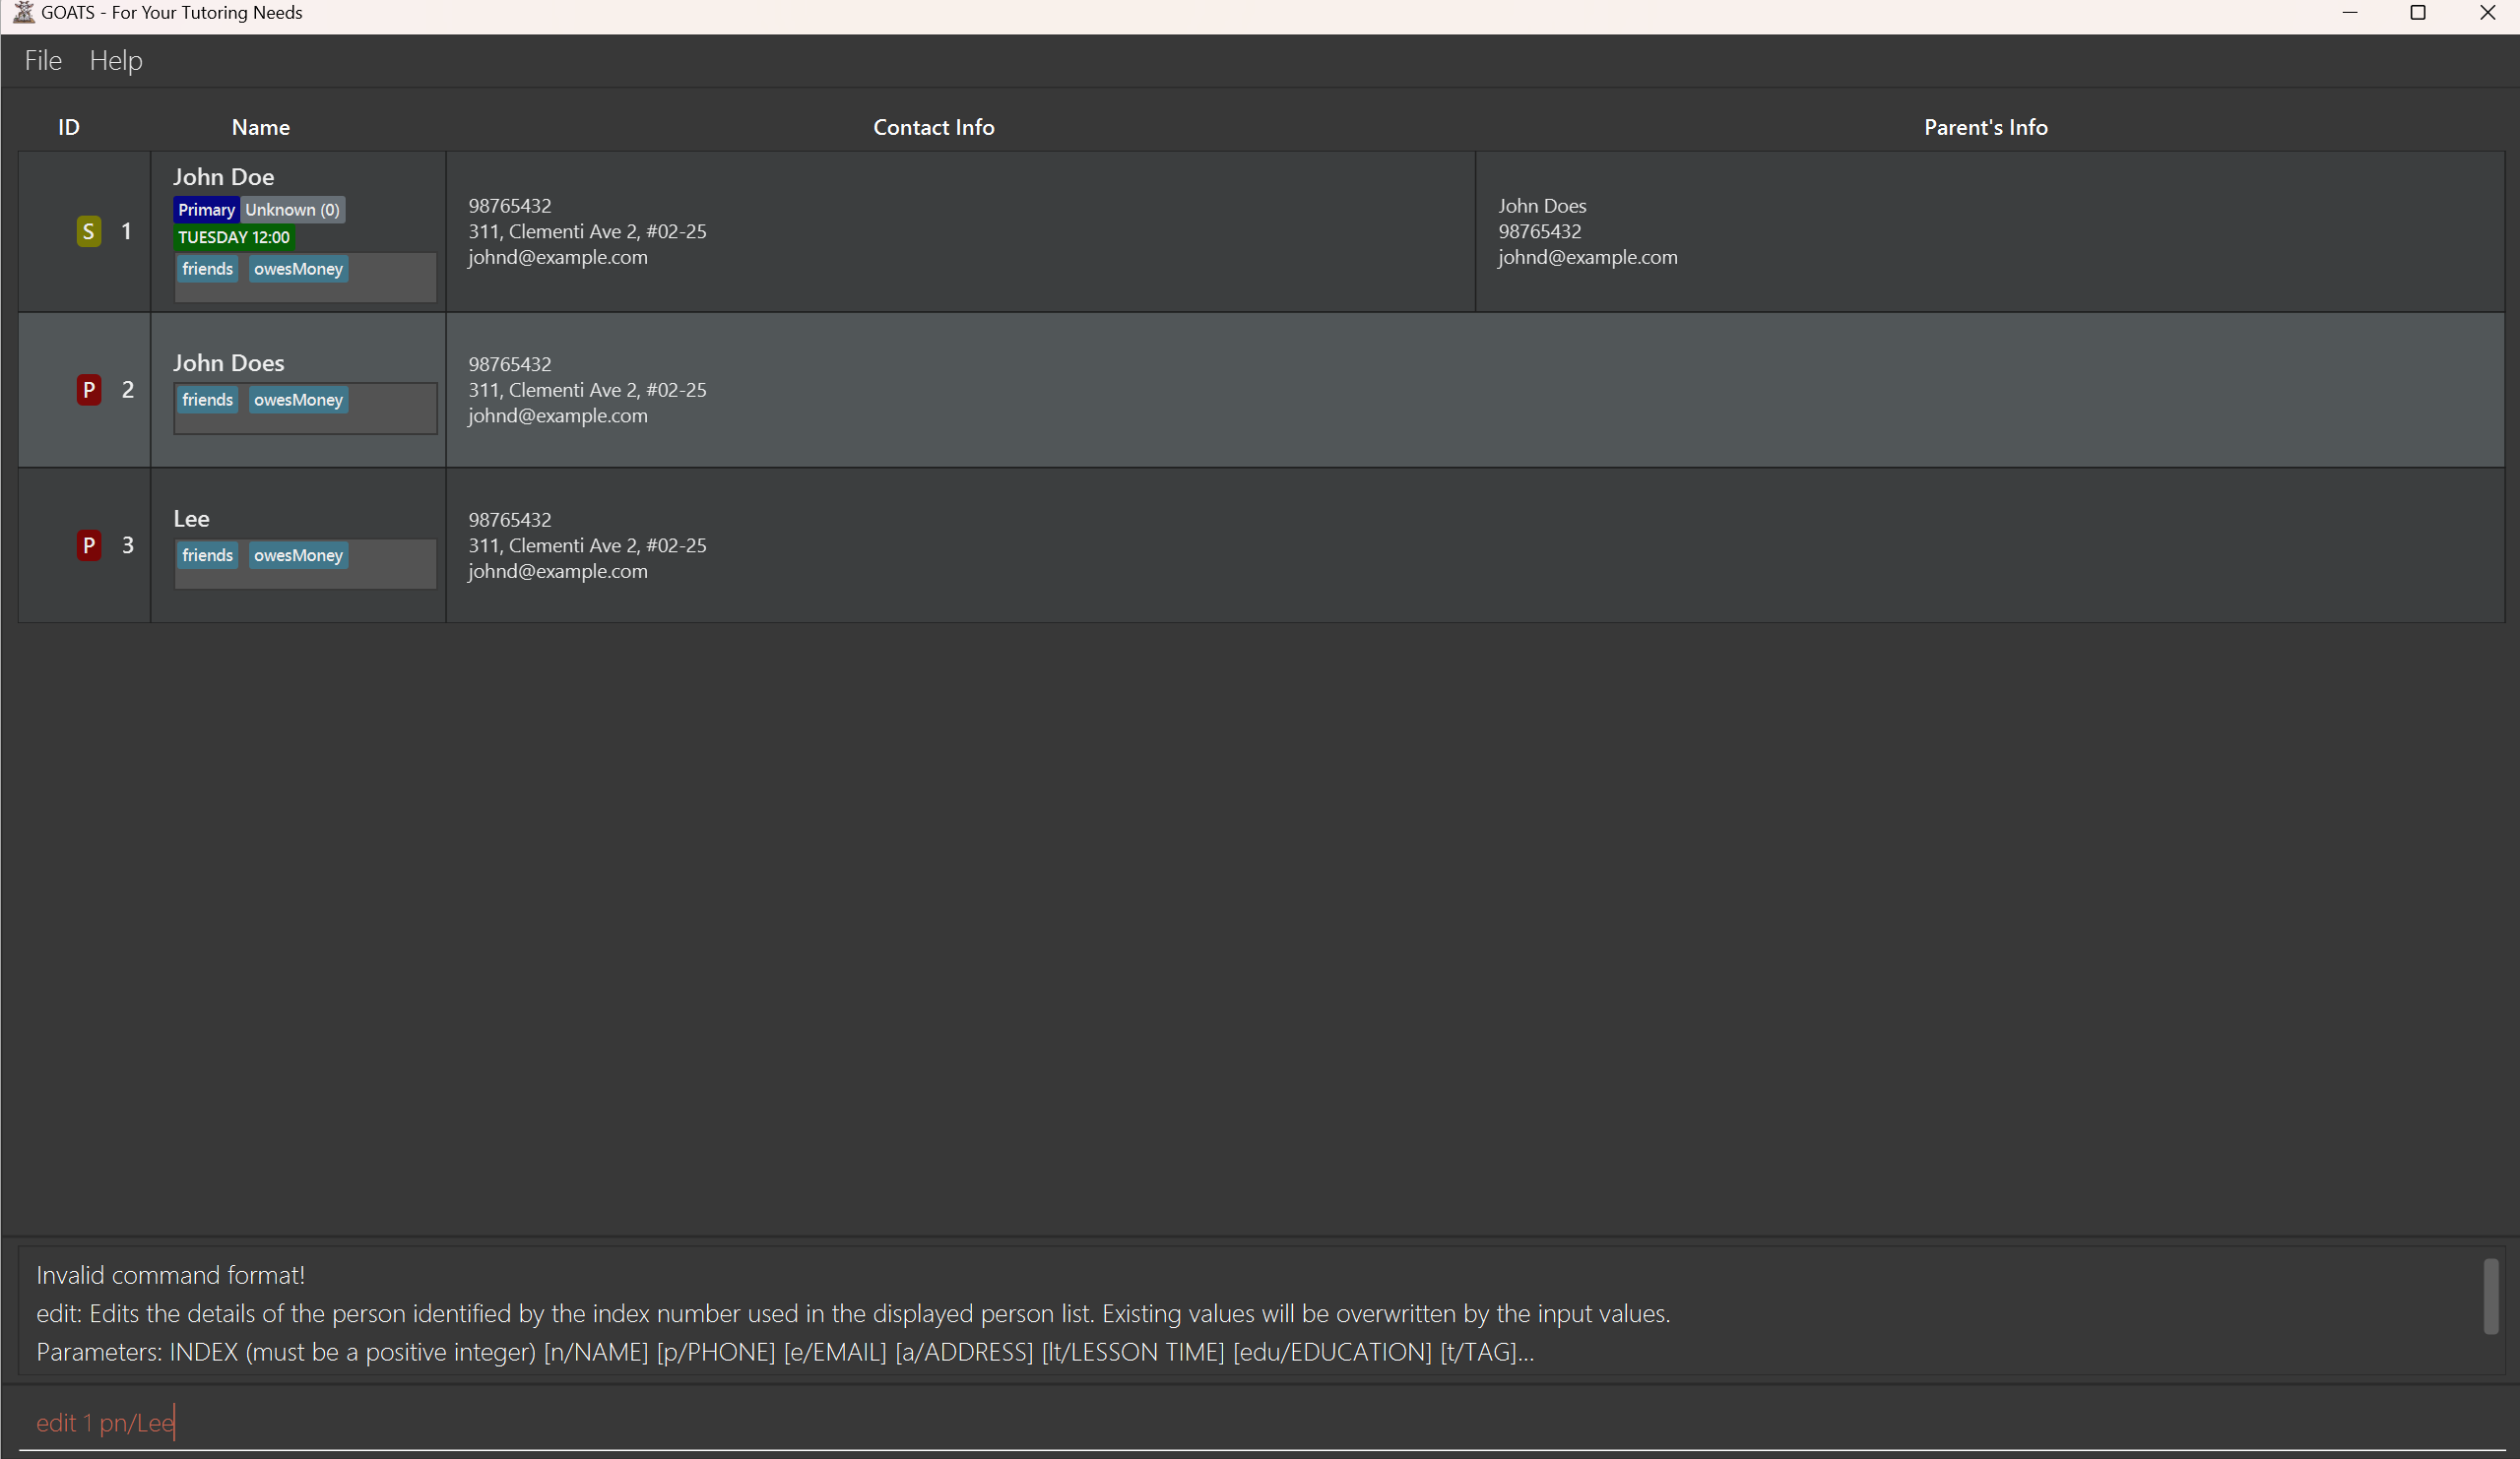 GOATS - For Your Tutoring Needs
File Help
ID Name Contact Info Parent's Info
S 1
John Doe
Primary Unknown (0)
TUESDAY 12:00
friends owesMoney
98765432
311, Clementi Ave 2, #02-25
johnd@example.com
John Does
98765432
johnd@example.com
P 2
John Does
friends owesMoney
98765432
311, Clementi Ave 2, #02-25
johnd@example.com
P 3
Lee
friends owesMoney
98765432
311, Clementi Ave 2, #02-25
johnd@example.com
Invalid command format!
edit: Edits the details of the person identified by the index number used in the displayed person list. Existing values will be overwritten by the input values.
Parameters: INDEX (must be a positive integer) [n/NAME] [p/PHONE] [e/EMAIL] [a/ADDRESS] [lt/LESSON TIME] [edu/EDUCATION] [t/TAG]...
edit 1 pn/Lee